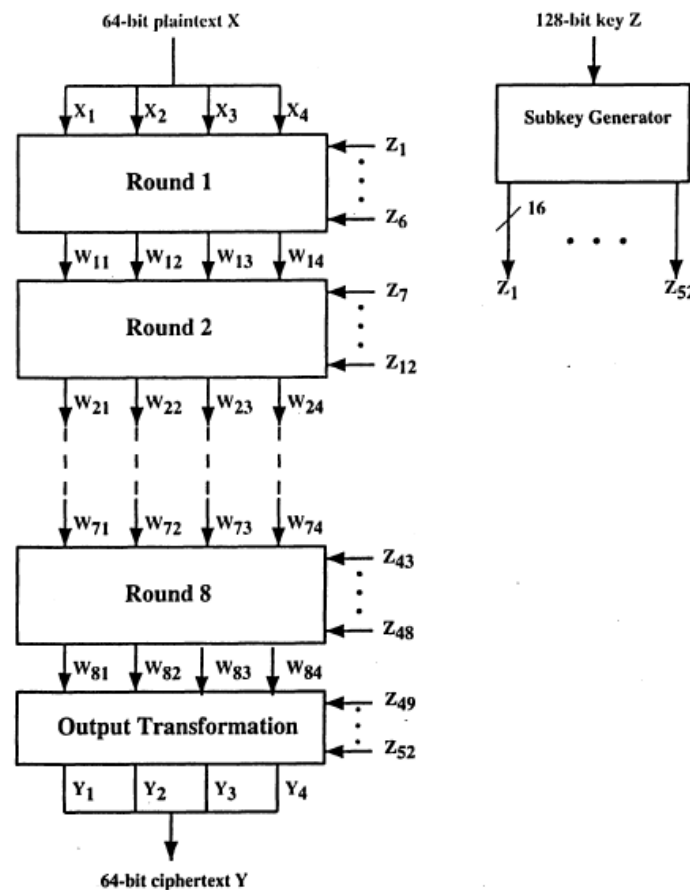 64-bit plaintext X
128-bit key Z
X1 X2 X3 X4
Subkey Generator
Z1
Round 1
Z6
16
W11 W12 W13 W14
Z1 Z52
Z7
Round 2
Z12
W21 W22 W23 W24
W71 W72 W73 W74
Z43
Round 8
Z48
W81 W82 W83 W84
Z49
Output Transformation
Z52
Y1 Y2 Y3 Y4
64-bit ciphertext Y